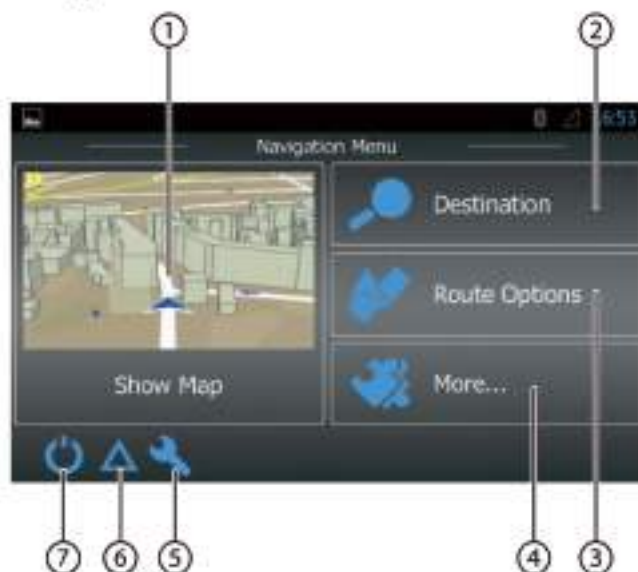 ① ②
6:53
Navigation Menu
Destination
Route Options
Show Map
More...
⑦ ⑥ ⑤ ④ ③